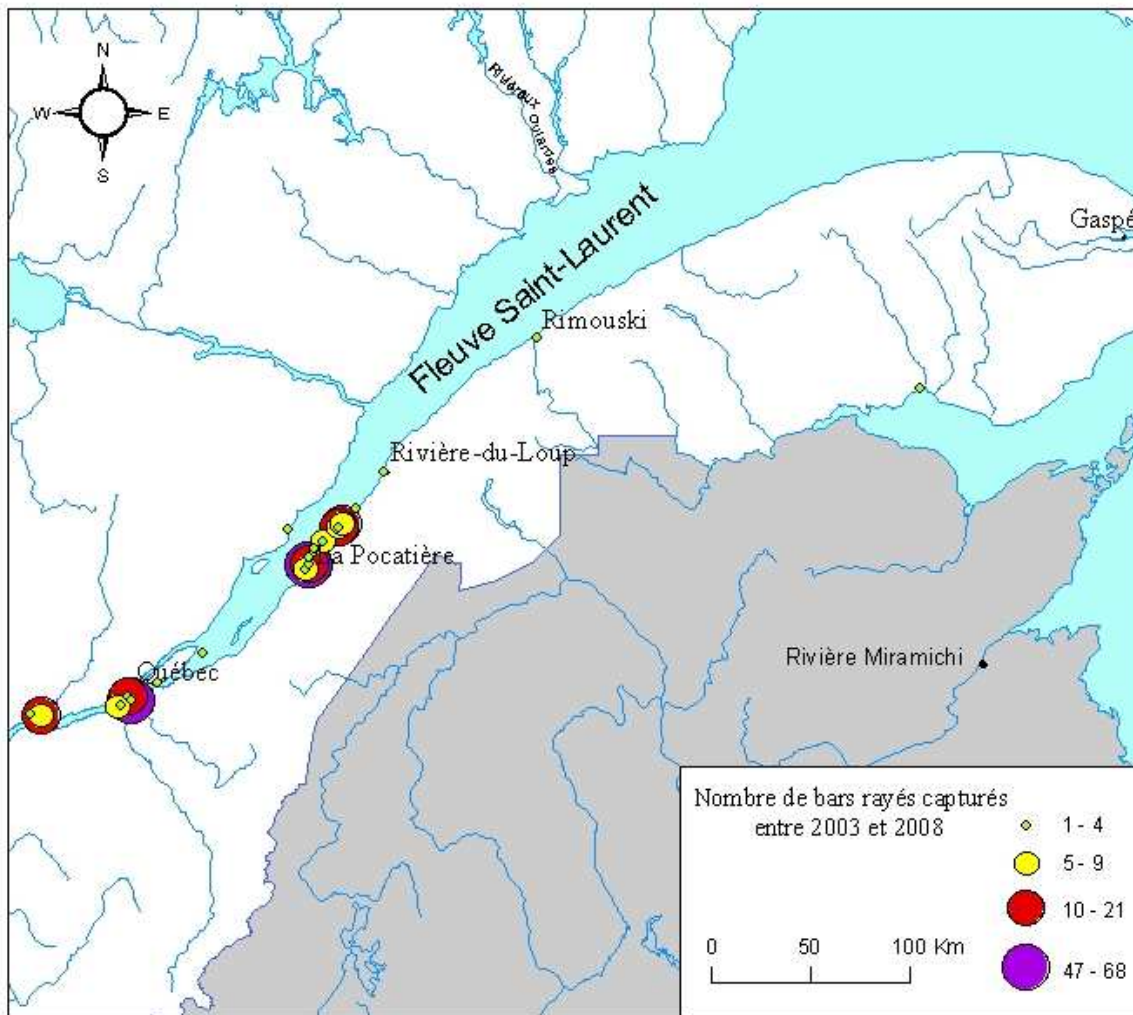 N
W E
S
Rivière aux Outardes
Fleuve Saint-Laurent
Gaspé
Rimouski
Rivière-du-Loup
La Pocatière
Québec
Rivière Miramichi
Nombre de bars rayés capturés
entre 2003 et 2008
1 - 4
5 - 9
10 - 21
47 - 68
0 50 100 Km